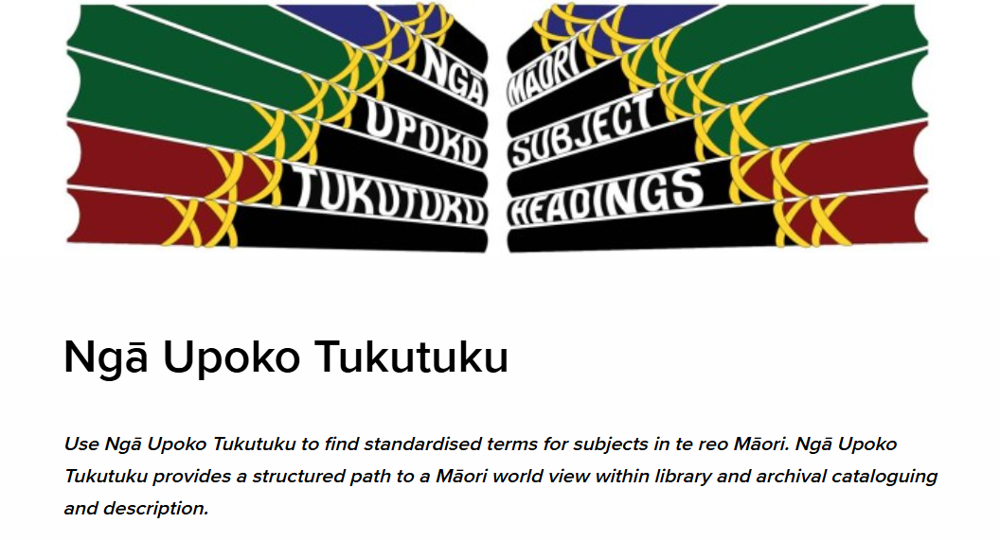 NGĀ
UPOKO
TUKUTUKU
MĀORI
SUBJECT
HEADINGS
Ngā Upoko Tukutuku
Use Ngā Upoko Tukutuku to find standardised terms for subjects in te reo Māori. Ngā Upoko
Tukutuku provides a structured path to a Māori world view within library and archival cataloguing
and description.